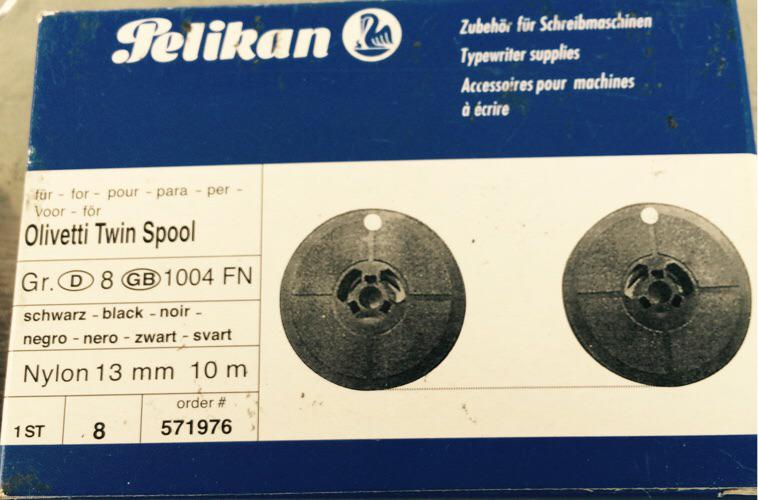 Pelikan
Zubehör für Schreibmaschinen
Typewriter supplies
Accessoires pour machines
à écrire
für - for - pour - para - per -
voor - för
Olivetti Twin Spool
Gr. D 8 GB 1004 FN
schwarz - black - noir -
negro - nero - zwart - svart
Nylon 13 mm 10 m
order #
1 ST 8 571976